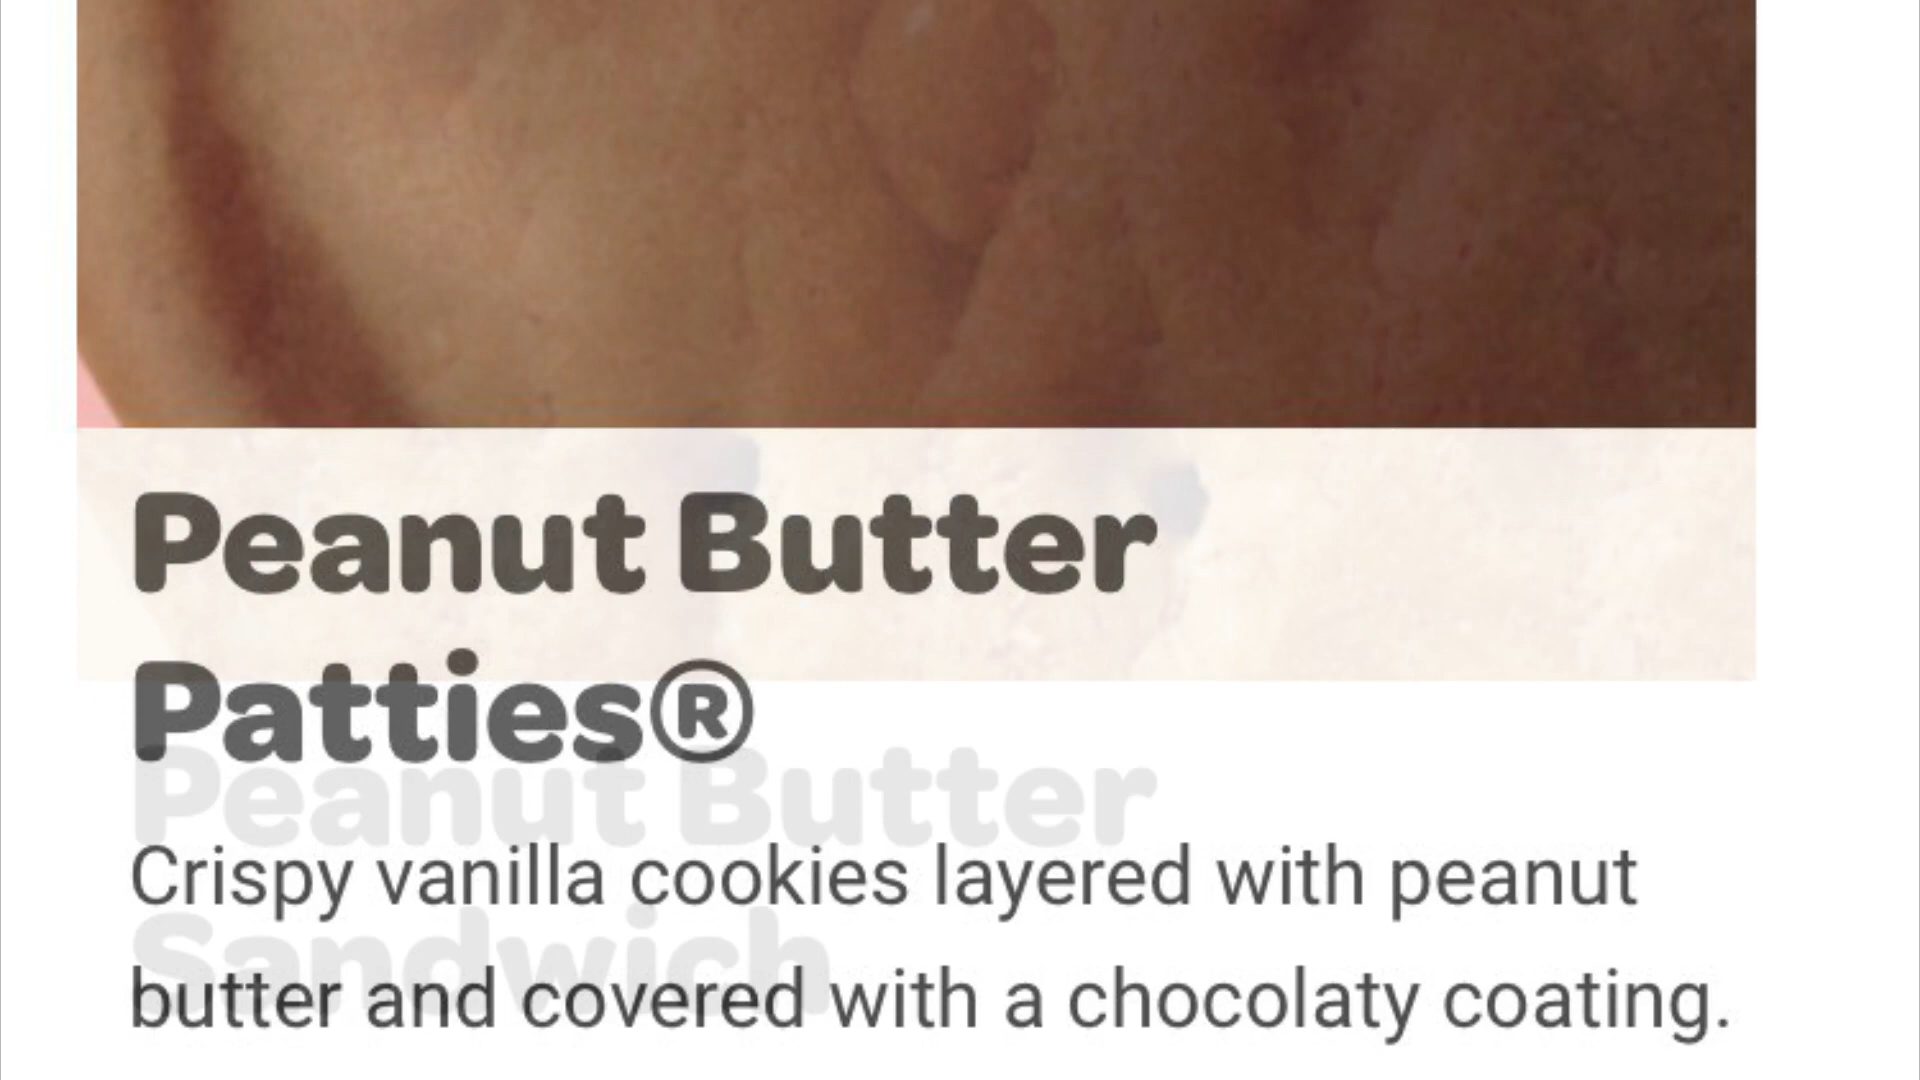 Peanut Butter
Patties®
Peanut Butter
Crispy vanilla cookies layered with peanut
Sandwich
butter and covered with a chocolaty coating.